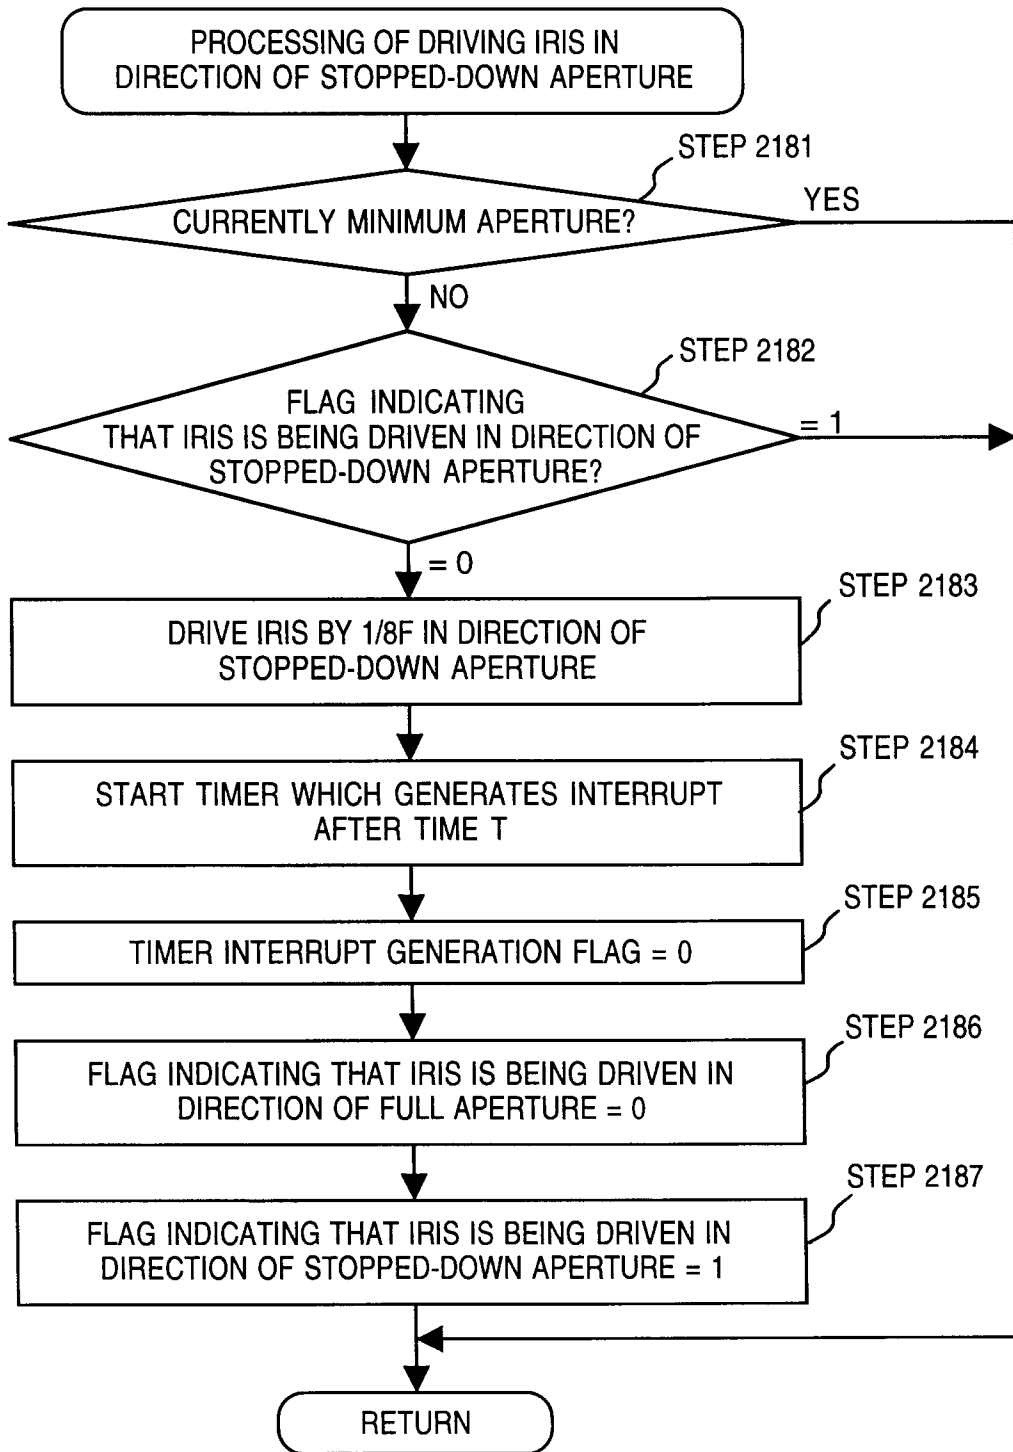 PROCESSING OF DRIVING IRIS IN
DIRECTION OF STOPPED-DOWN APERTURE
STEP 2181
CURRENTLY MINIMUM APERTURE?
YES
NO
STEP 2182
FLAG INDICATING
THAT IRIS IS BEING DRIVEN IN DIRECTION OF
STOPPED-DOWN APERTURE?
= 1
= 0
STEP 2183
DRIVE IRIS BY 1/8F IN DIRECTION OF
STOPPED-DOWN APERTURE
STEP 2184
START TIMER WHICH GENERATES INTERRUPT
AFTER TIME T
STEP 2185
TIMER INTERRUPT GENERATION FLAG = 0
STEP 2186
FLAG INDICATING THAT IRIS IS BEING DRIVEN IN
DIRECTION OF FULL APERTURE = 0
STEP 2187
FLAG INDICATING THAT IRIS IS BEING DRIVEN IN
DIRECTION OF STOPPED-DOWN APERTURE = 1
RETURN